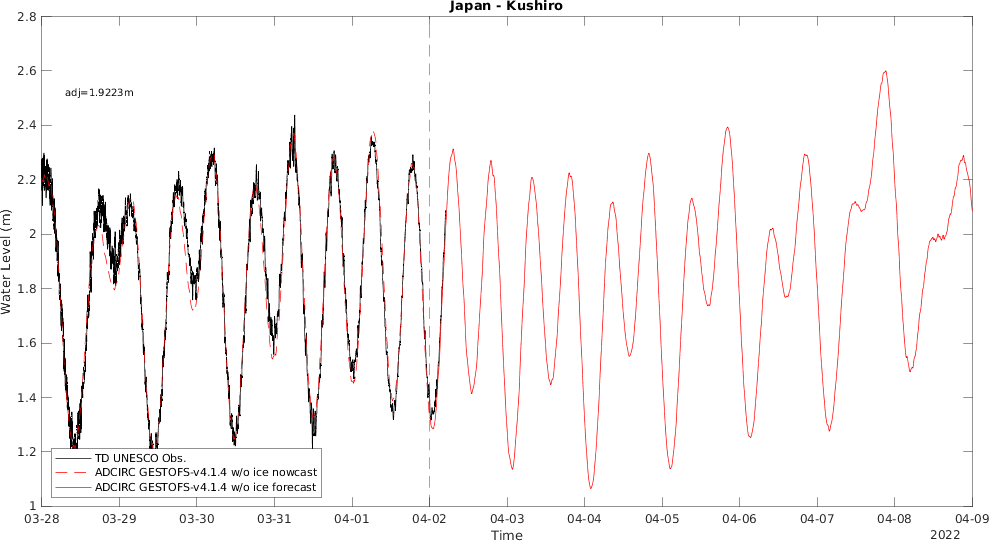 Japan - Kushiro
2.8
2.6
adj=1.9223m
2.4
2.2
2
1.8
1.6
1.4
1.2
1
Water Level (m)
TD UNESCO Obs.
ADCIRC GESTOFS-v4.1.4 w/o ice nowcast
ADCIRC GESTOFS-v4.1.4 w/o ice forecast
03-28 03-29 03-30 03-31 04-01 04-02 04-03 04-04 04-05 04-06 04-07 04-08 04-09
Time
2022